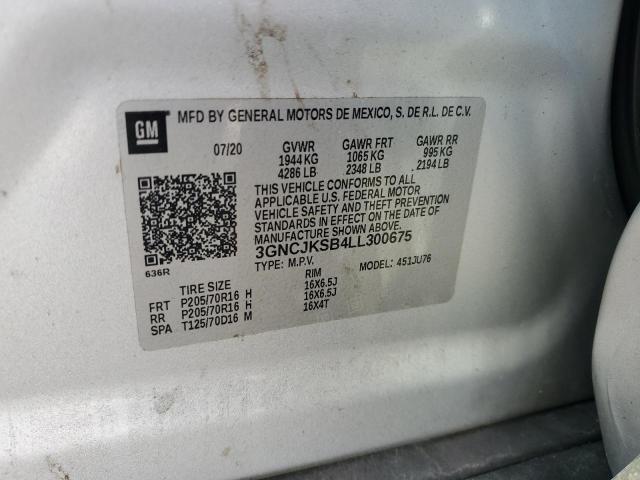 GM
MFD BY GENERAL MOTORS DE MEXICO, S. DE R.L. DE C.V.
07/20 GVWR GAWR FRT GAWR RR
1944 KG 1065 KG 995 KG
4286 LB 2348 LB 2194 LB
THIS VEHICLE CONFORMS TO ALL
APPLICABLE U.S. FEDERAL MOTOR
VEHICLE SAFETY AND THEFT PREVENTION
STANDARDS IN EFFECT ON THE DATE OF
MANUFACTURE SHOWN ABOVE.
3GNCJKSB4LL300675
636R
TYPE: M.P.V. MODEL: 451JU76
TIRE SIZE RIM
FRT P205/70R16 H 16X6.5J
RR P205/70R16 H 16X6.5J
SPA T125/70D16 M 16X4T